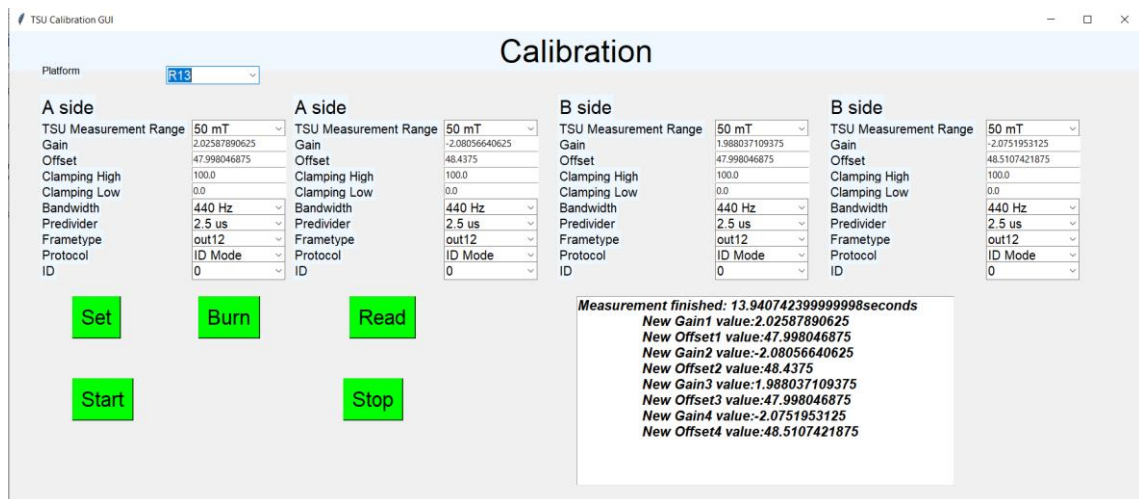 TSU Calibration GUI
Calibration
Platform R13
A side A side B side B side
TSU Measurement Range 50 mT TSU Measurement Range 50 mT TSU Measurement Range 50 mT TSU Measurement Range 50 mT
Gain 2.02587890625 Gain -2.08056640625 Gain 1.988037109375 Gain -2.0751953125
Offset 47.998046875 Offset 48.4375 Offset 47.998046875 Offset 48.5107421875
Clamping High 100.0 Clamping High 100.0 Clamping High 100.0 Clamping High 100.0
Clamping Low 0.0 Clamping Low 0.0 Clamping Low 0.0 Clamping Low 0.0
Bandwidth 440 Hz Bandwidth 440 Hz Bandwidth 440 Hz Bandwidth 440 Hz
Predivider 2.5 us Predivider 2.5 us Predivider 2.5 us Predivider 2.5 us
Frametype out12 Frametype out12 Frametype out12 Frametype out12
Protocol ID Mode Protocol ID Mode Protocol ID Mode Protocol ID Mode
ID 0 ID 0 ID 0 ID 0
Set Burn Read
Start Stop
Measurement finished: 13.940742399999998seconds
New Gain1 value:2.02587890625
New Offset1 value:47.998046875
New Gain2 value:-2.08056640625
New Offset2 value:48.4375
New Gain3 value:1.988037109375
New Offset3 value:47.998046875
New Gain4 value:-2.0751953125
New Offset4 value:48.5107421875